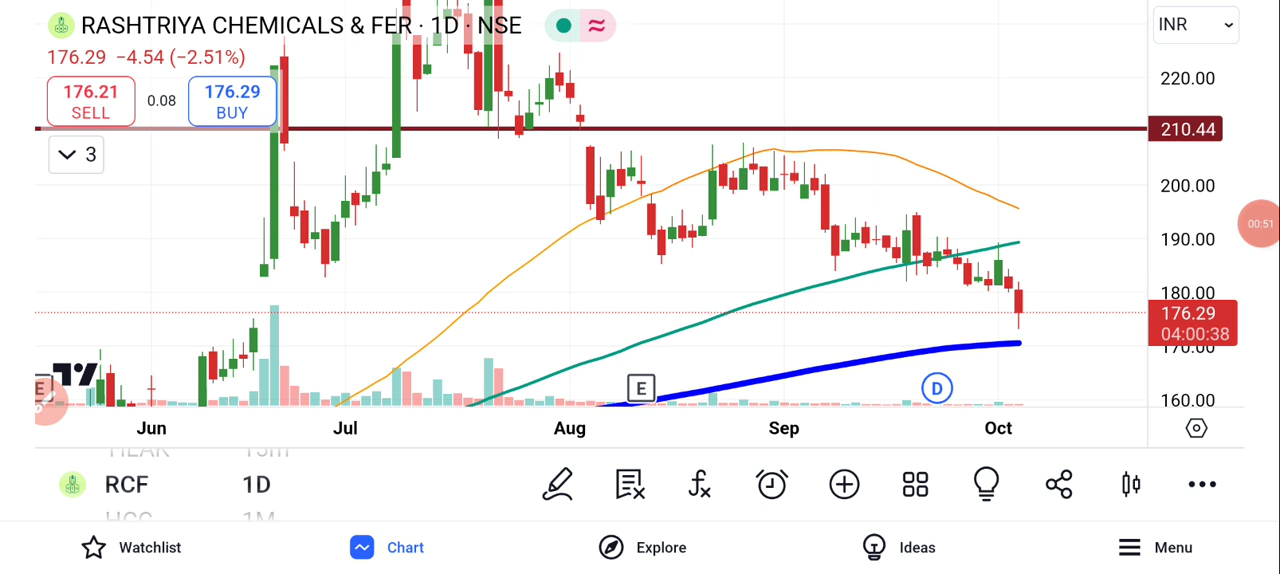 RASHTRIYA CHEMICALS & FER · 1D · NSE
INR
176.29 −4.54 (−2.51%)
176.21
SELL
0.08
176.29
BUY
3
220.00
210.44
200.00
190.00
180.00
176.29
04:00:38
170.00
160.00
00:51
E
E
D
Jun
Jul
Aug
Sep
Oct
15m
RCF
1D
1M
Watchlist
Chart
Explore
Ideas
Menu